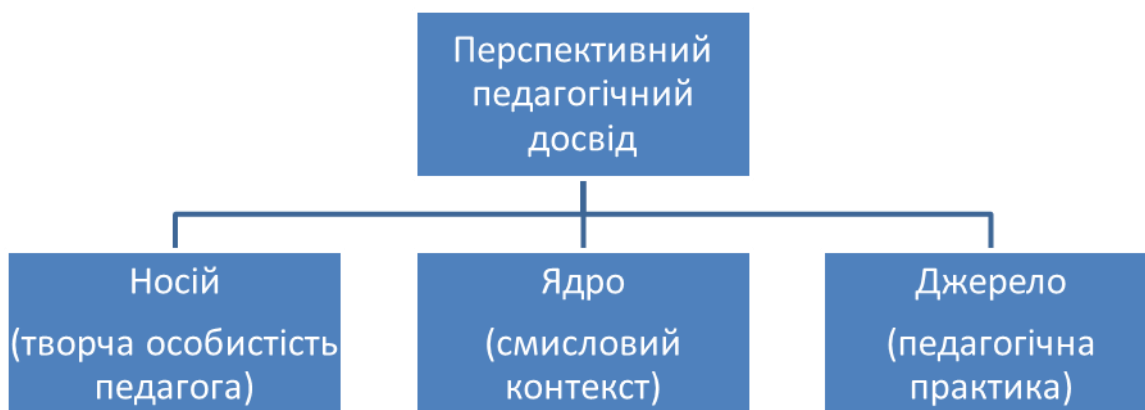 Перспективний
педагогічний
досвід
Носій
(творча особистість
педагога)
Ядро
(смисловий
контекст)
Джерело
(педагогічна
практика)